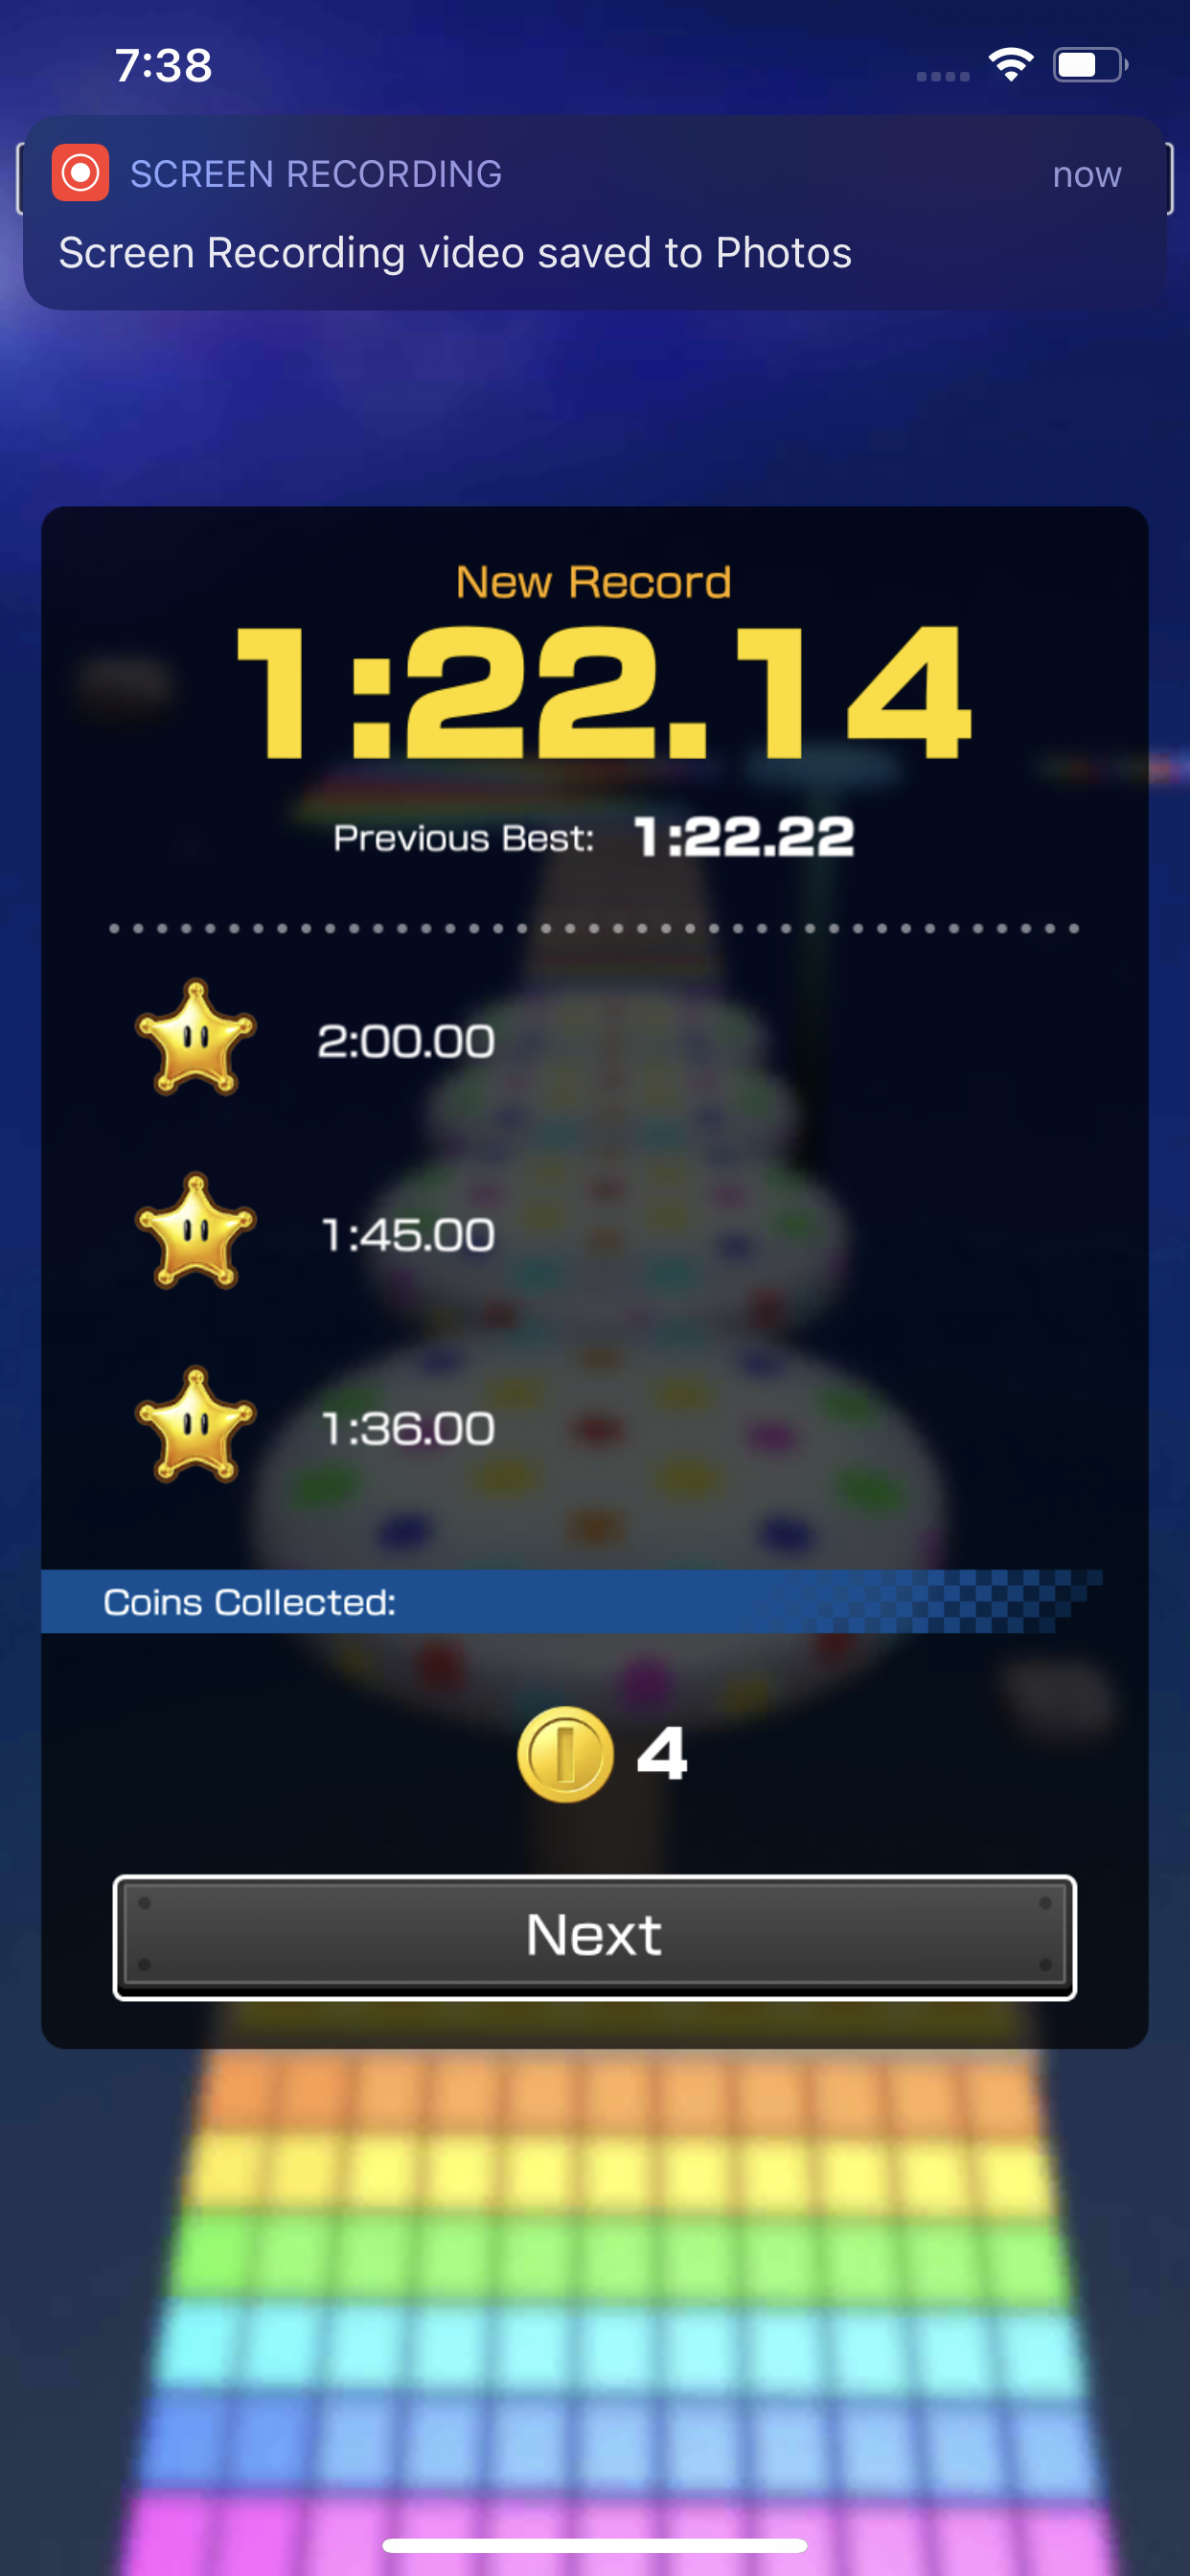 7:38
SCREEN RECORDING now
Screen Recording video saved to Photos
New Record
1:22.14
Previous Best: 1:22.22
2:00.00
1:45.00
1:36.00
Coins Collected:
4
Next